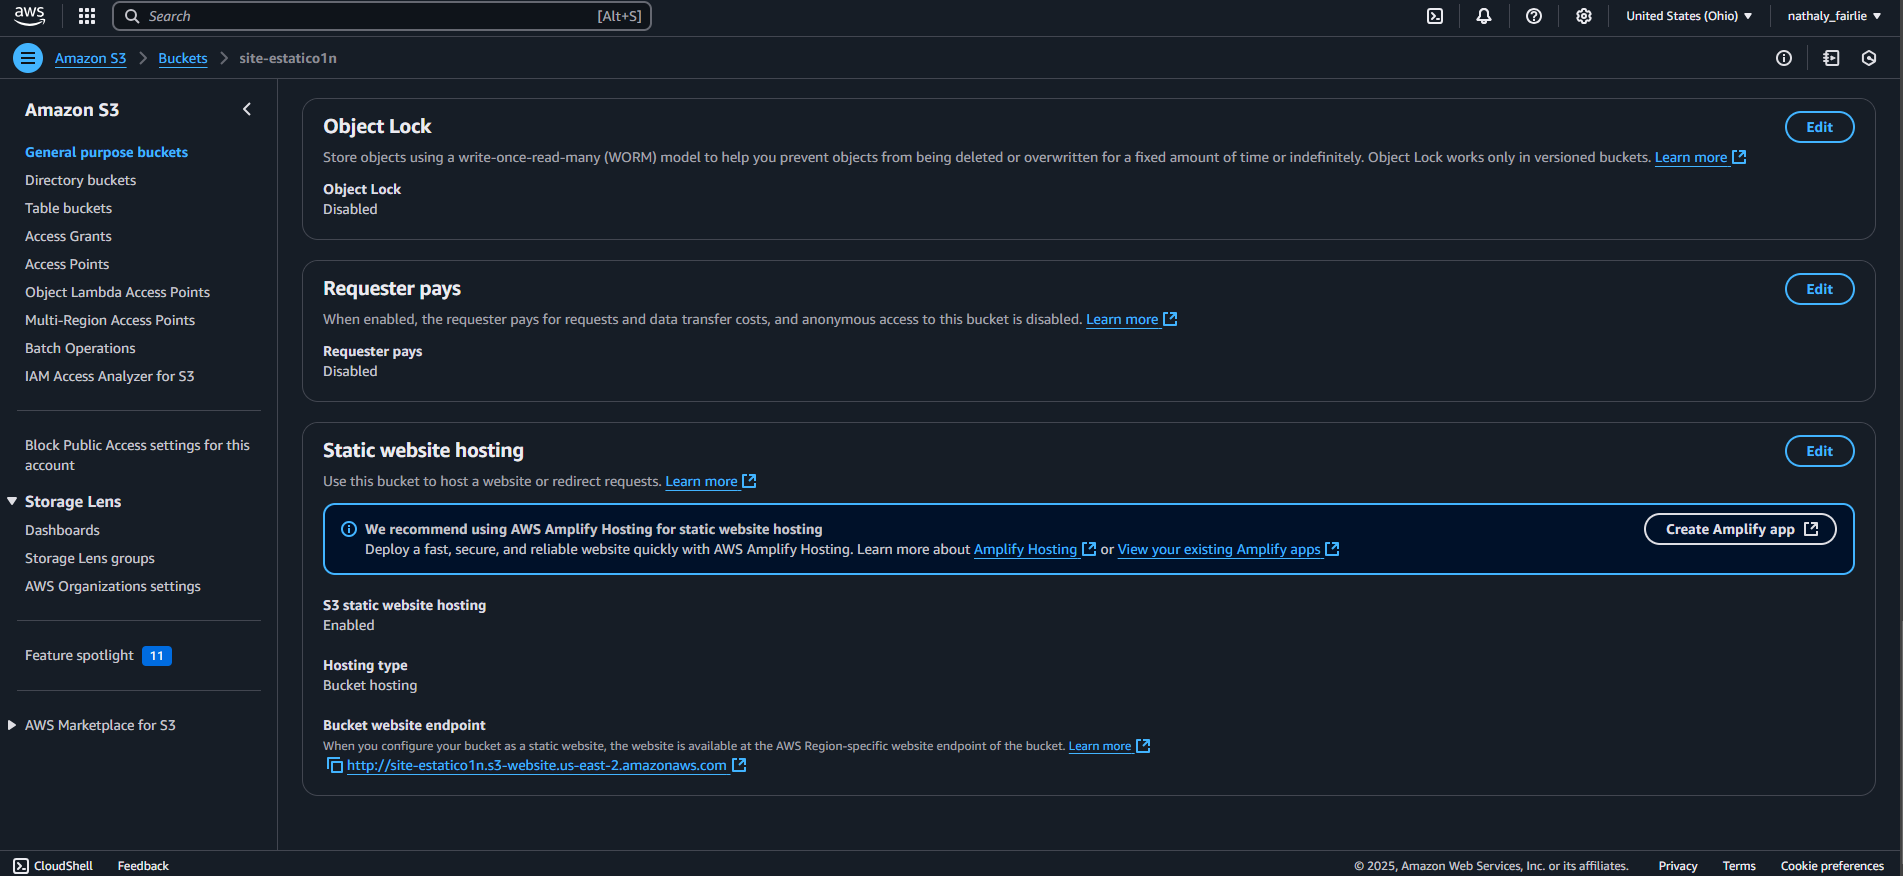 aws
Search
[Alt+S]
United States (Ohio)
nathaly_fairlie
Amazon S3
Buckets
site-estatico1n
Amazon S3
General purpose buckets
Directory buckets
Table buckets
Access Grants
Access Points
Object Lambda Access Points
Multi-Region Access Points
Batch Operations
IAM Access Analyzer for S3
Block Public Access settings for this
account
Storage Lens
Dashboards
Storage Lens groups
AWS Organizations settings
Feature spotlight 11
AWS Marketplace for S3
Object Lock
Edit
Store objects using a write-once-read-many (WORM) model to help you prevent objects from being deleted or overwritten for a fixed amount of time or indefinitely. Object Lock works only in versioned buckets. Learn more
Object Lock
Disabled
Requester pays
Edit
When enabled, the requester pays for requests and data transfer costs, and anonymous access to this bucket is disabled. Learn more
Requester pays
Disabled
Static website hosting
Edit
Use this bucket to host a website or redirect requests. Learn more
We recommend using AWS Amplify Hosting for static website hosting
Deploy a fast, secure, and reliable website quickly with AWS Amplify Hosting. Learn more about Amplify Hosting or View your existing Amplify apps
Create Amplify app
S3 static website hosting
Enabled
Hosting type
Bucket hosting
Bucket website endpoint
When you configure your bucket as a static website, the website is available at the AWS Region-specific website endpoint of the bucket. Learn more
http://site-estatico1n.s3-website.us-east-2.amazonaws.com
CloudShell
Feedback
© 2025, Amazon Web Services, Inc. or its affiliates.
Privacy
Terms
Cookie preferences